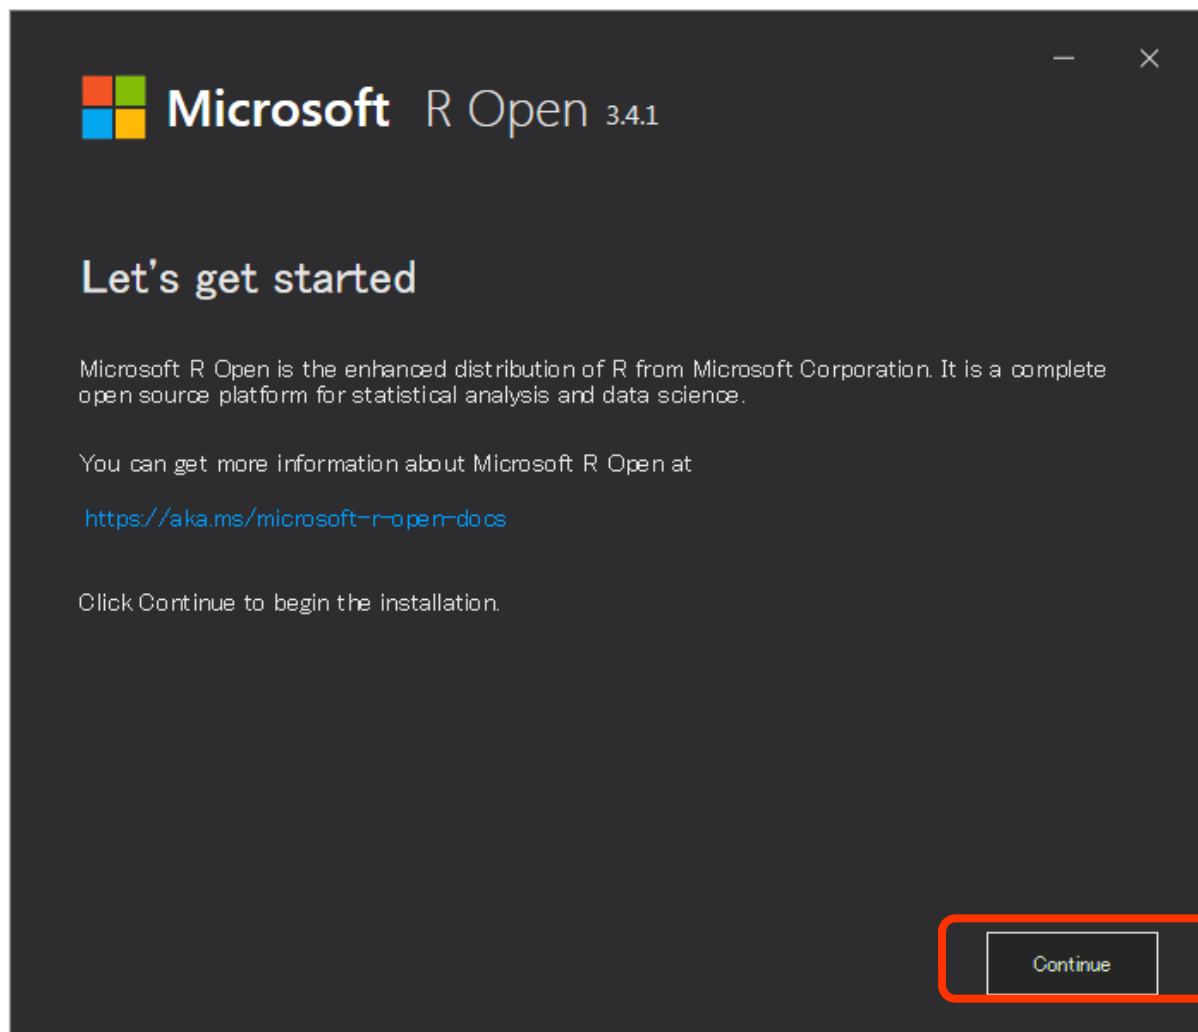 Microsoft R Open 3.4.1
Let's get started
Microsoft R Open is the enhanced distribution of R from Microsoft Corporation. It is a complete
open source platform for statistical analysis and data science.
You can get more information about Microsoft R Open at
https://aka.ms/microsoft-r-open-docs
Click Continue to begin the installation.
Continue